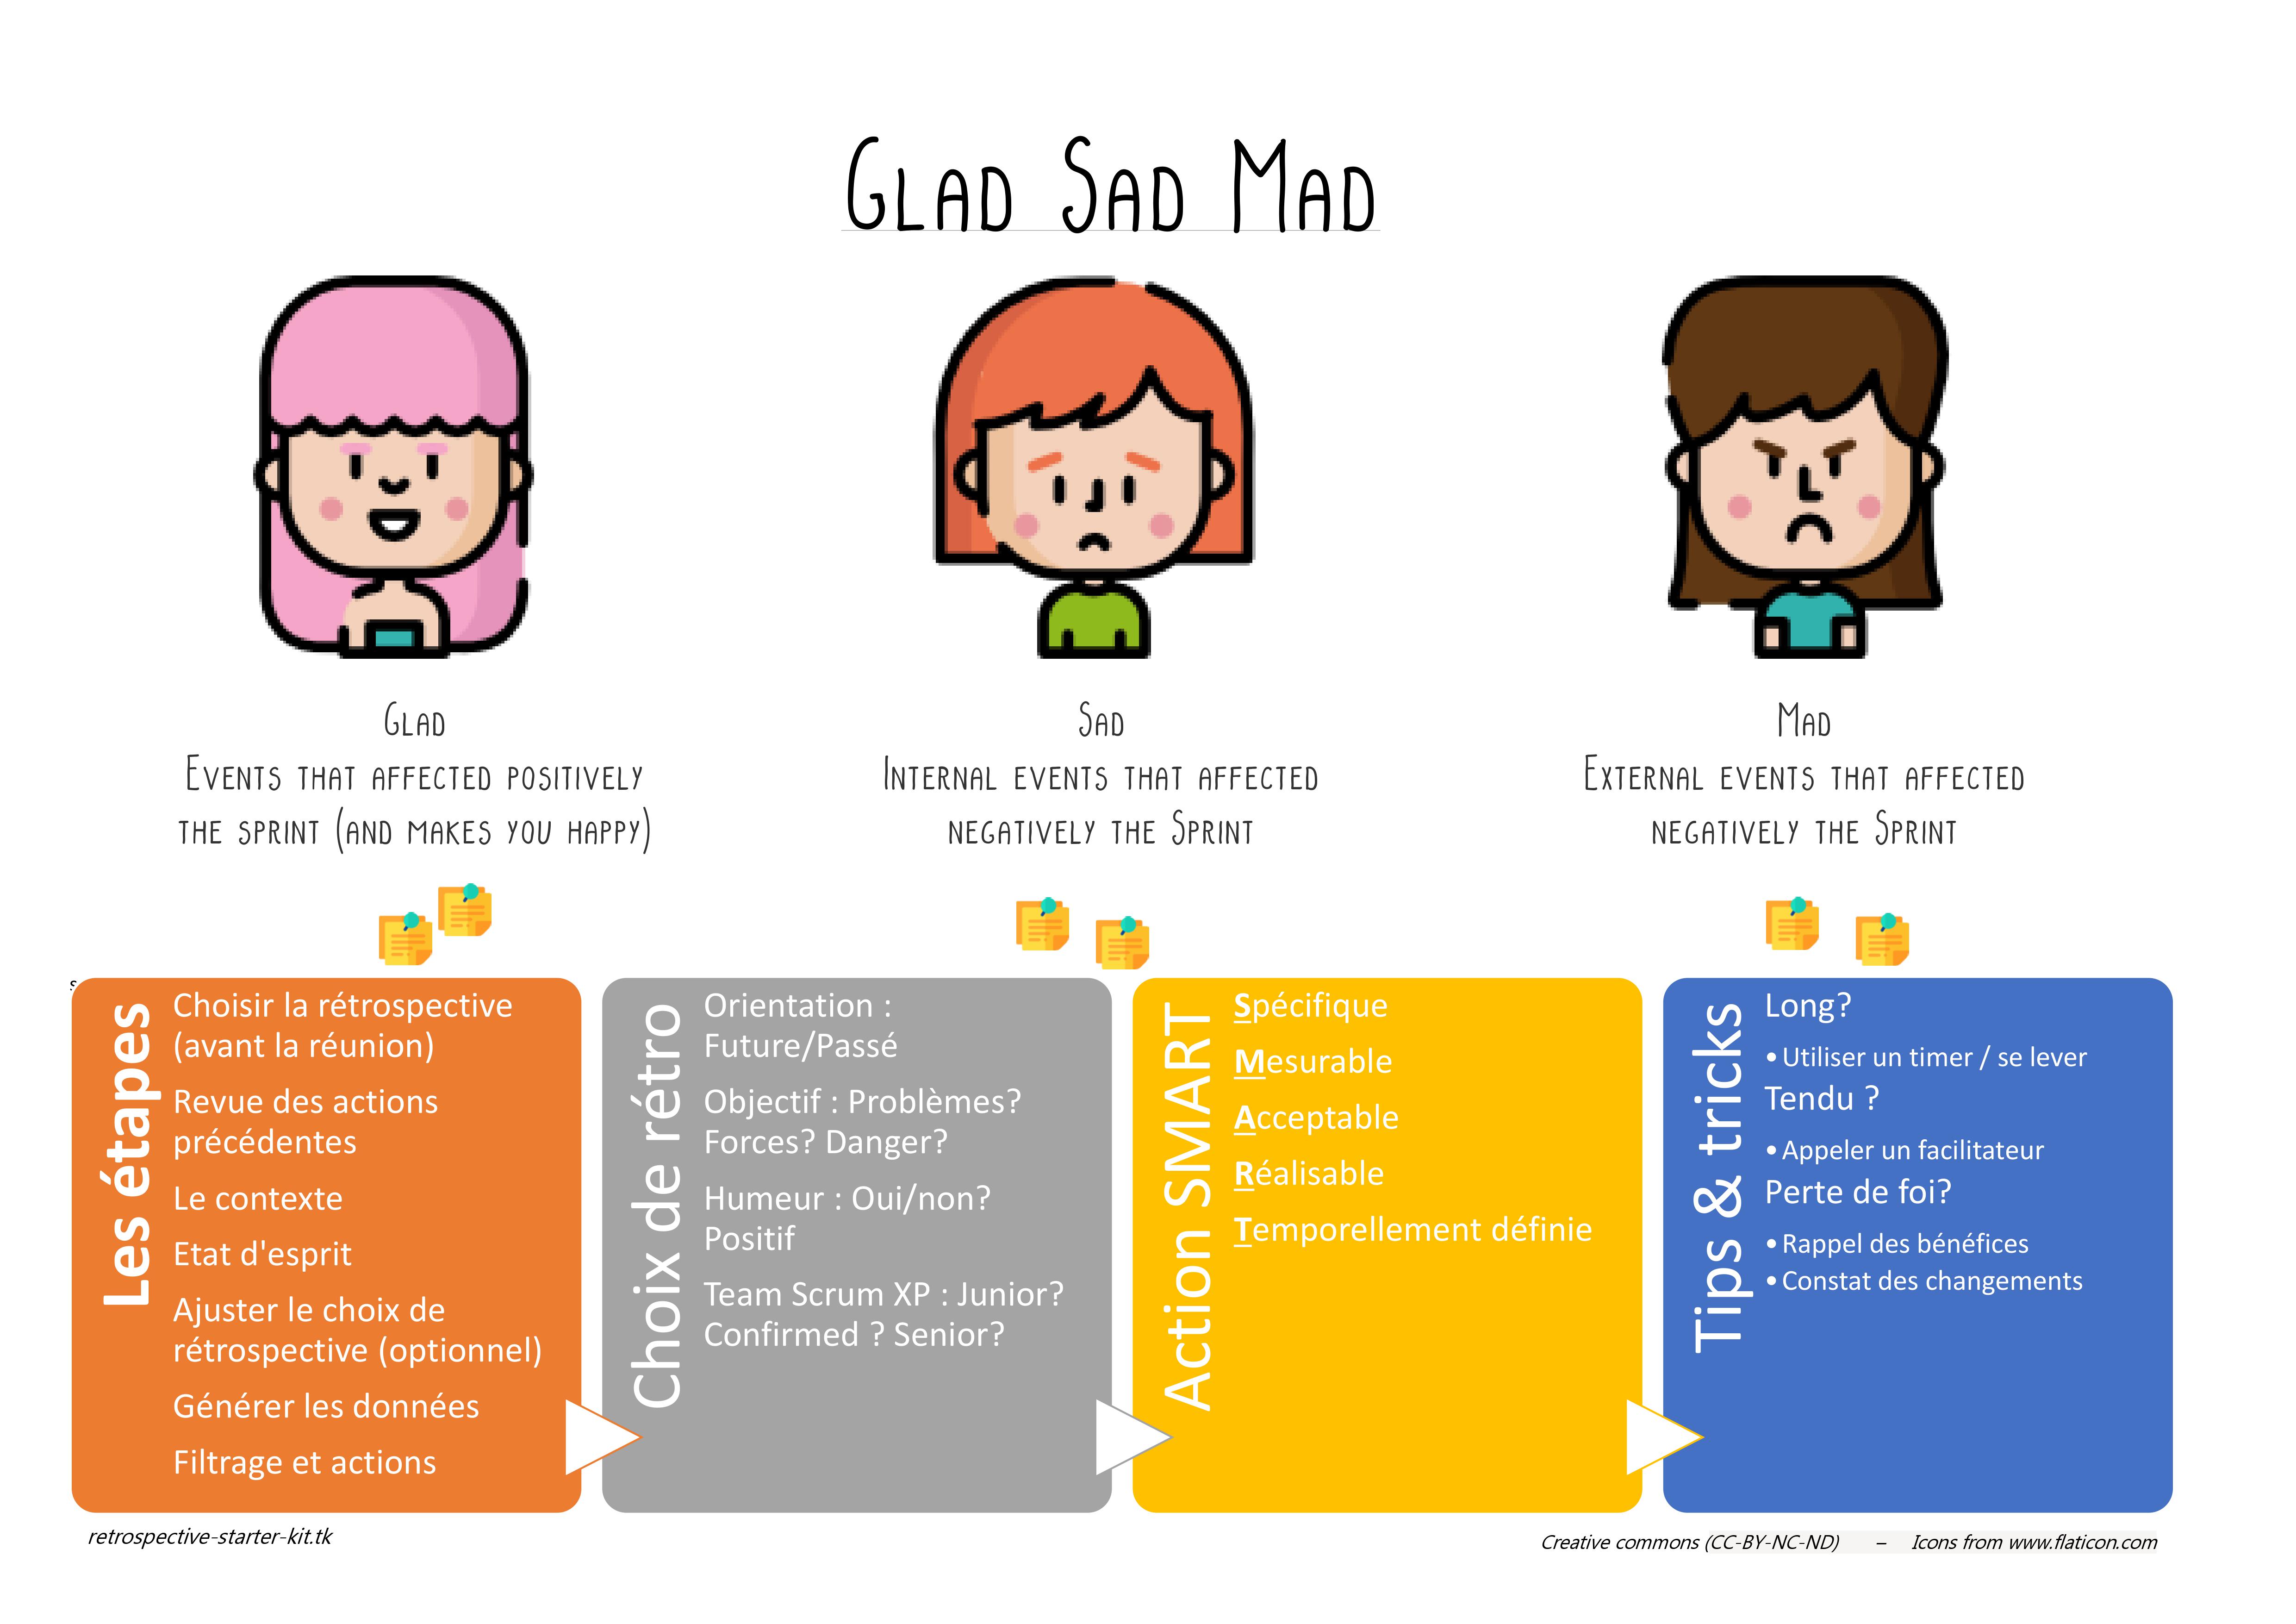 Glad Sad Mad
Glad
Events that affected positively
the sprint (and makes you happy)
Sad
Internal events that affected
negatively the Sprint
Mad
External events that affected
negatively the Sprint
s
Les étapes
Choisir la rétrospective
(avant la réunion)
Revue des actions
précédentes
Le contexte
Etat d'esprit
Ajuster le choix de
rétrospective (optionnel)
Générer les données
Filtrage et actions
Choix de rétro
Orientation :
Future/Passé
Objectif : Problèmes?
Forces? Danger?
Humeur : Oui/non?
Positif
Team Scrum XP : Junior?
Confirmed ? Senior?
Action SMART
Spécifique
Mesurable
Acceptable
Réalisable
Temporellement définie
Tips & tricks
Long?
• Utiliser un timer / se lever
Tendu ?
• Appeler un facilitateur
Perte de foi?
• Rappel des bénéfices
• Constat des changements
retrospective-starter-kit.tk
Creative commons (CC-BY-NC-ND) – Icons from www.flaticon.com